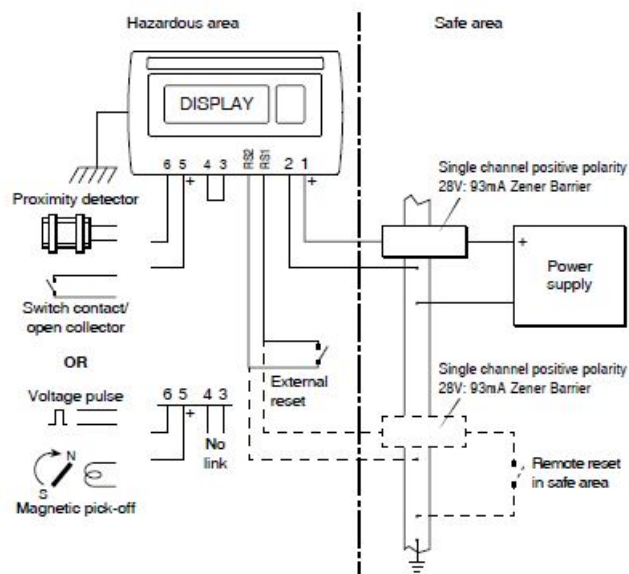 Hazardous area
Safe area
DISPLAY
6 5 4 3 RS2 RS1 2 1
+ +
Single channel positive polarity
28V: 93mA Zener Barrier
Proximity detector
+
Power
supply
Switch contact/
open collector
OR
External
reset
Single channel positive polarity
28V: 93mA Zener Barrier
Voltage pulse
6 5 4 3
+
No
link
N
S
Magnetic pick-off
Remote reset
in safe area